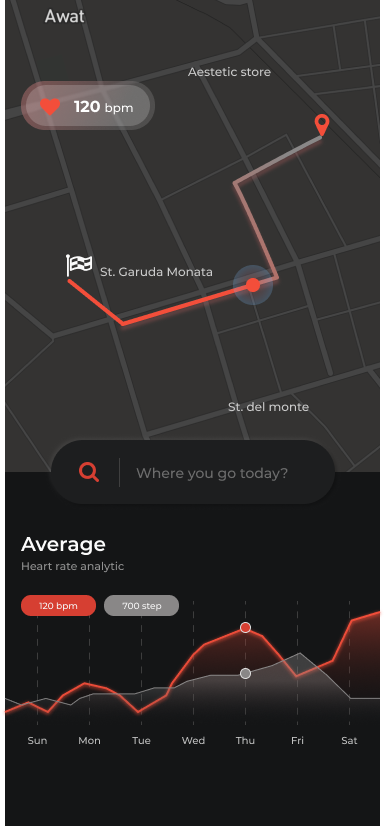 Awat
Aestetic store
120 bpm
St. Garuda Monata
St. del monte
Where you go today?
Average
Heart rate analytic
120 bpm 700 step
Sun Mon Tue Wed Thu Fri Sat